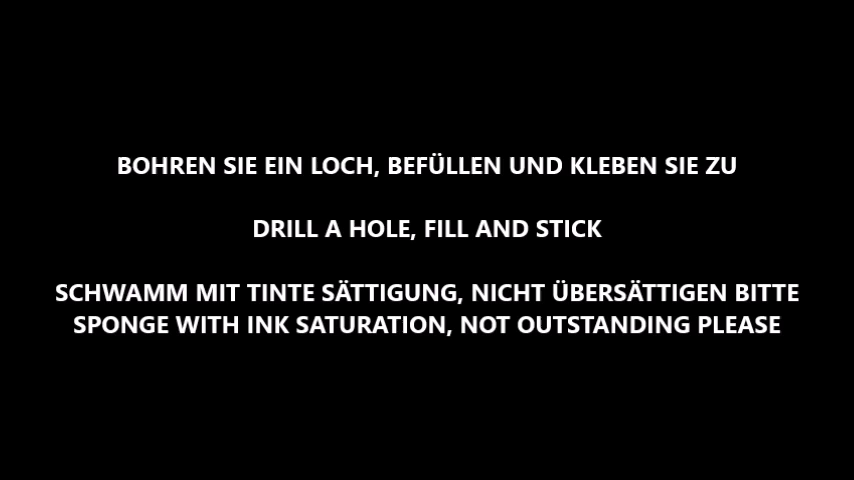 BOHREN SIE EIN LOCH, BEFÜLLEN UND KLEBEN SIE ZU
DRILL A HOLE, FILL AND STICK
SCHWAMM MIT TINTE SÄTTIGUNG, NICHT ÜBERSÄTTIGEN BITTE
SPONGE WITH INK SATURATION, NOT OUTSTANDING PLEASE